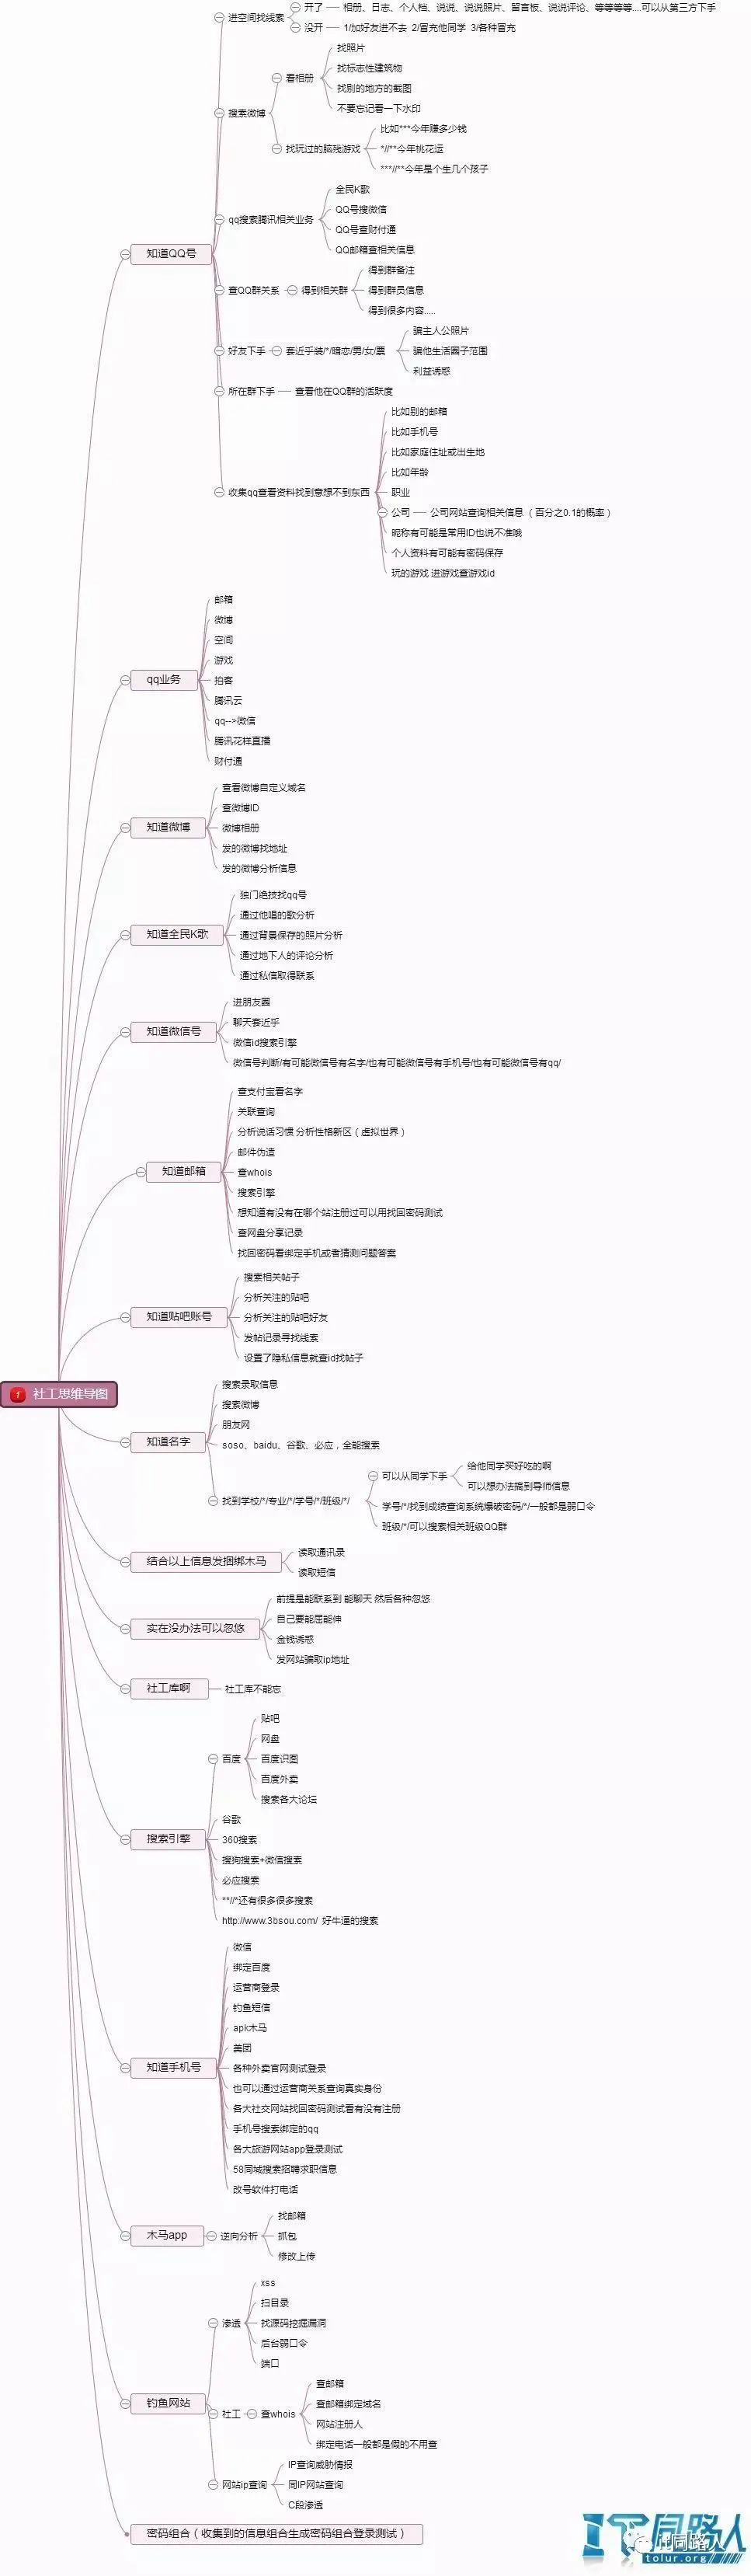 进空间找线索
开了
相册、日志、个人档、说说、说说照片、留言板、说说评论、等等等等....可以从第三方下手
没开
1/加好友进不去 2/冒充他同学 3/各种冒充
搜素微博
看相册
找照片
找标志性建筑物
找别的地方的截图
不要忘记看一下水印
找玩过的脑残游戏
比如***今年赚多少钱
*//**今年桃花运
***//**今年是个生几个孩子
知道QQ号
qq搜素腾讯相关业务
全民K歌
QQ号搜微信
QQ号查财付通
QQ邮箱查相关信息
查QQ群关系
得到相关群
得到群备注
得到群员信息
得到很多内容.....
好友下手
套近乎装/*/暗恋/男/女/票
骗主人公照片
骗他生活圈子范围
利益诱惑
所在群下手
查看他在QQ群的活跃度
收集qq查看资料找到意想不到东西
比如别的邮箱
比如手机号
比如家庭住址或出生地
比如年龄
职业
公司
公司网站查询相关信息 （百分之0.1的概率）
昵称有可能是常用ID也说不准哦
个人资料有可能有密码保存
玩的游戏 进游戏查游戏id
qq业务
邮箱
微博
空间
游戏
拍客
腾讯云
qq-->微信
腾讯花样直播
财付通
知道微博
查看微博自定义域名
查微博ID
微博相册
发的微博找地址
发的微博分析信息
知道全民K歌
独门绝技找qq号
通过他唱的歌分析
通过背景保存的照片分析
通过地下人的评论分析
通过私信取得联系
知道微信号
进朋友圈
聊天套近乎
微信id搜索引擎
微信号判断/有可能微信号有名字/也有可能微信号有手机号/也有可能微信号有qq/
知道邮箱
查支付宝看名字
关联查询
分析说话习惯 分析性格新区（虚拟世界）
邮件伪造
查whois
搜索引擎
想知道有没有在哪个站注册过可以用找回密码测试
查网盘分享记录
找回密码看绑定手机或者猜测问题答案
知道贴吧账号
搜素相关帖子
分析关注的贴吧
分析关注的贴吧好友
发帖记录寻找线索
设置了隐私信息就查id找帖子
社工思维导图
知道名字
搜索录取信息
搜素微博
朋友网
soso、baidu、谷歌、必应，全能搜素
找到学校/*/专业/*/学号/*/班级/*/
可以从同学下手
给他同学买好吃的啊
可以想办法搞到导师信息
学号/*/找到成绩查询系统爆破密码/*/一般都是弱口令
班级/*/可以搜素相关班级QQ群
结合以上信息发捆绑木马
读取通讯录
读取短信
实在没办法可以忽悠
前提是能联系到 能聊天 然后各种忽悠
自己要能屈能伸
金钱诱惑
发网站骗取ip地址
社工库啊
社工库不能忘
搜索引擎
百度
贴吧
网盘
百度识图
百度外卖
搜素各大论坛
谷歌
360搜素
搜狗搜素+微信搜素
必应搜素
**//*还有很多很多搜素
http://www.3bsou.com/ 好牛逼的搜素
知道手机号
微信
绑定百度
运营商登录
钓鱼短信
apk木马
美团
各种外卖官网测试登录
也可以通过运营商关系查询真实身份
各大社交网站找回密码测试看有没有注册
手机号搜素绑定的qq
各大旅游网站app登录测试
58同城搜索招聘求职信息
改号软件打电话
木马app
逆向分析
找邮箱
抓包
修改上传
钓鱼网站
渗透
xss
扫目录
找源码挖掘漏洞
后台弱口令
端口
社工
查whois
查邮箱
查邮箱绑定域名
网站注册人
绑定电话一般都是假的不用查
网站ip查询
IP查询威胁情报
同IP网站查询
C段渗透
密码组合（收集到的信息组合生成密码组合登录测试）
IT同路人
it同路人
tolur.org